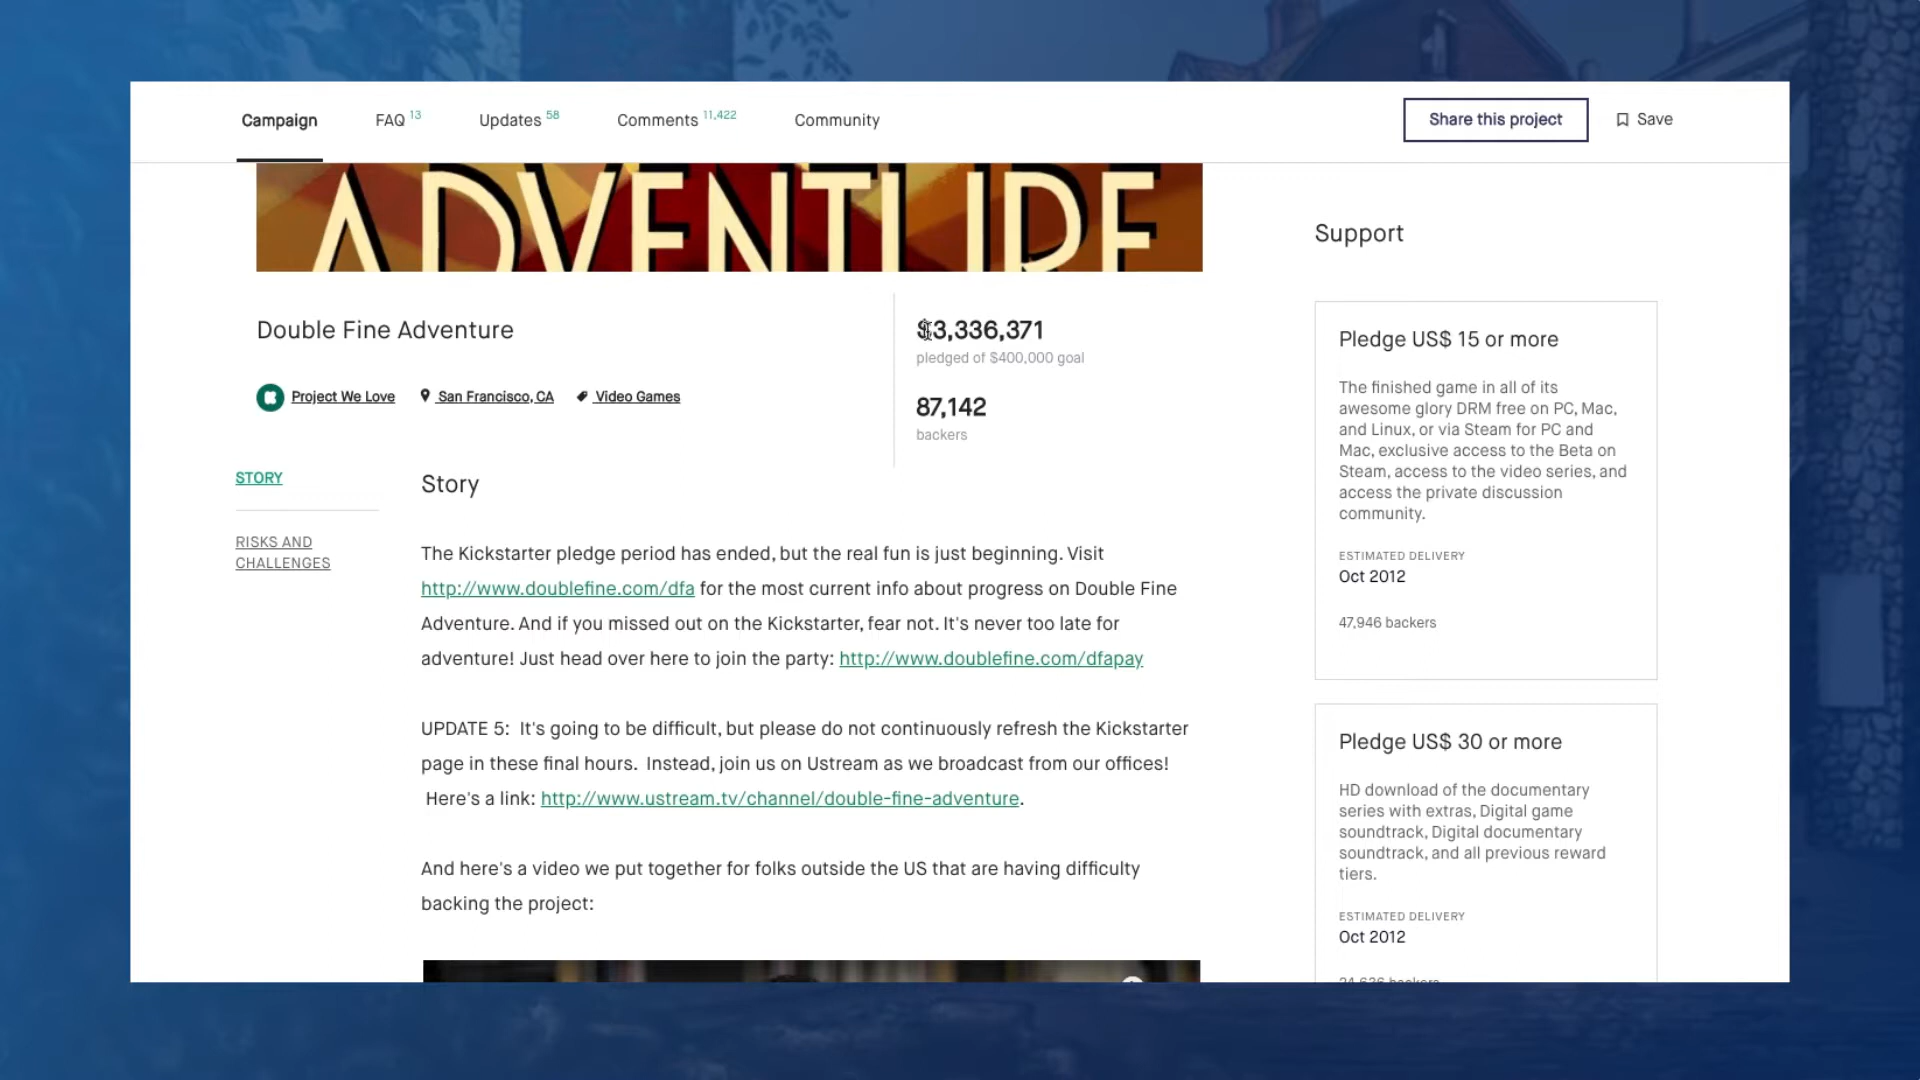 Campaign
FAQ 13
Updates 58
Comments 11,422
Community
Share this project
Save
ADVENTURE
Double Fine Adventure
$3,336,371
pledged of $400,000 goal
87,142
backers
Project We Love
San Francisco, CA
Video Games
STORY
RISKS AND
CHALLENGES
Story
The Kickstarter pledge period has ended, but the real fun is just beginning. Visit
http://www.doublefine.com/dfa for the most current info about progress on Double Fine
Adventure. And if you missed out on the Kickstarter, fear not. It's never too late for
adventure! Just head over here to join the party: http://www.doublefine.com/dfapay
UPDATE 5:  It's going to be difficult, but please do not continuously refresh the Kickstarter
page in these final hours.  Instead, join us on Ustream as we broadcast from our offices!
Here's a link: http://www.ustream.tv/channel/double-fine-adventure.
And here's a video we put together for folks outside the US that are having difficulty
backing the project:
Support
Pledge US$ 15 or more
The finished game in all of its
awesome glory DRM free on PC, Mac,
and Linux, or via Steam for PC and
Mac, exclusive access to the Beta on
Steam, access to the video series, and
access the private discussion
community.
ESTIMATED DELIVERY
Oct 2012
47,946 backers
Pledge US$ 30 or more
HD download of the documentary
series with extras, Digital game
soundtrack, Digital documentary
soundtrack, and all previous reward
tiers.
ESTIMATED DELIVERY
Oct 2012
24,636 backers